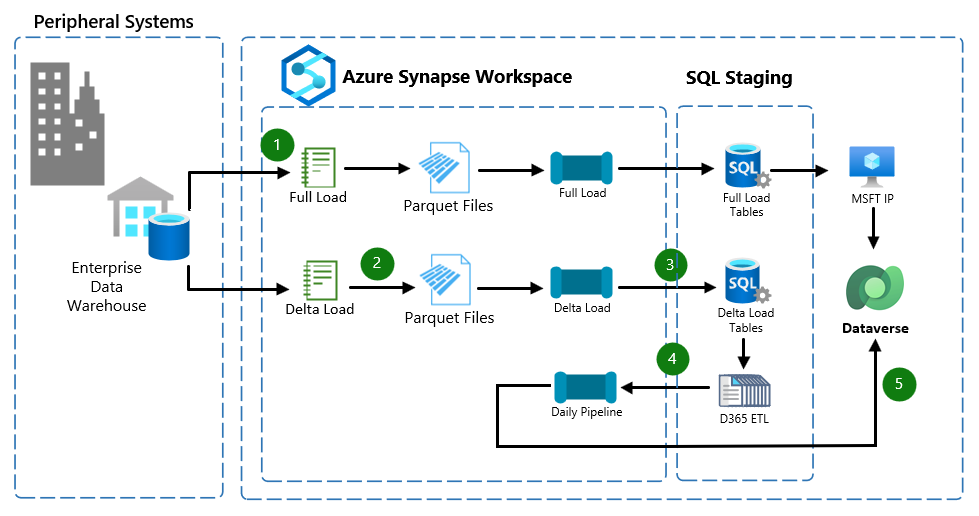 Peripheral Systems
Azure Synapse Workspace
SQL Staging
1
Full Load
Parquet Files
Full Load
SQL
Full Load
Tables
MSFT IP
Enterprise
Data
Warehouse
2
3
Delta Load
Parquet Files
Delta Load
SQL
Delta Load
Tables
Dataverse
4
5
Daily Pipeline
D365 ETL